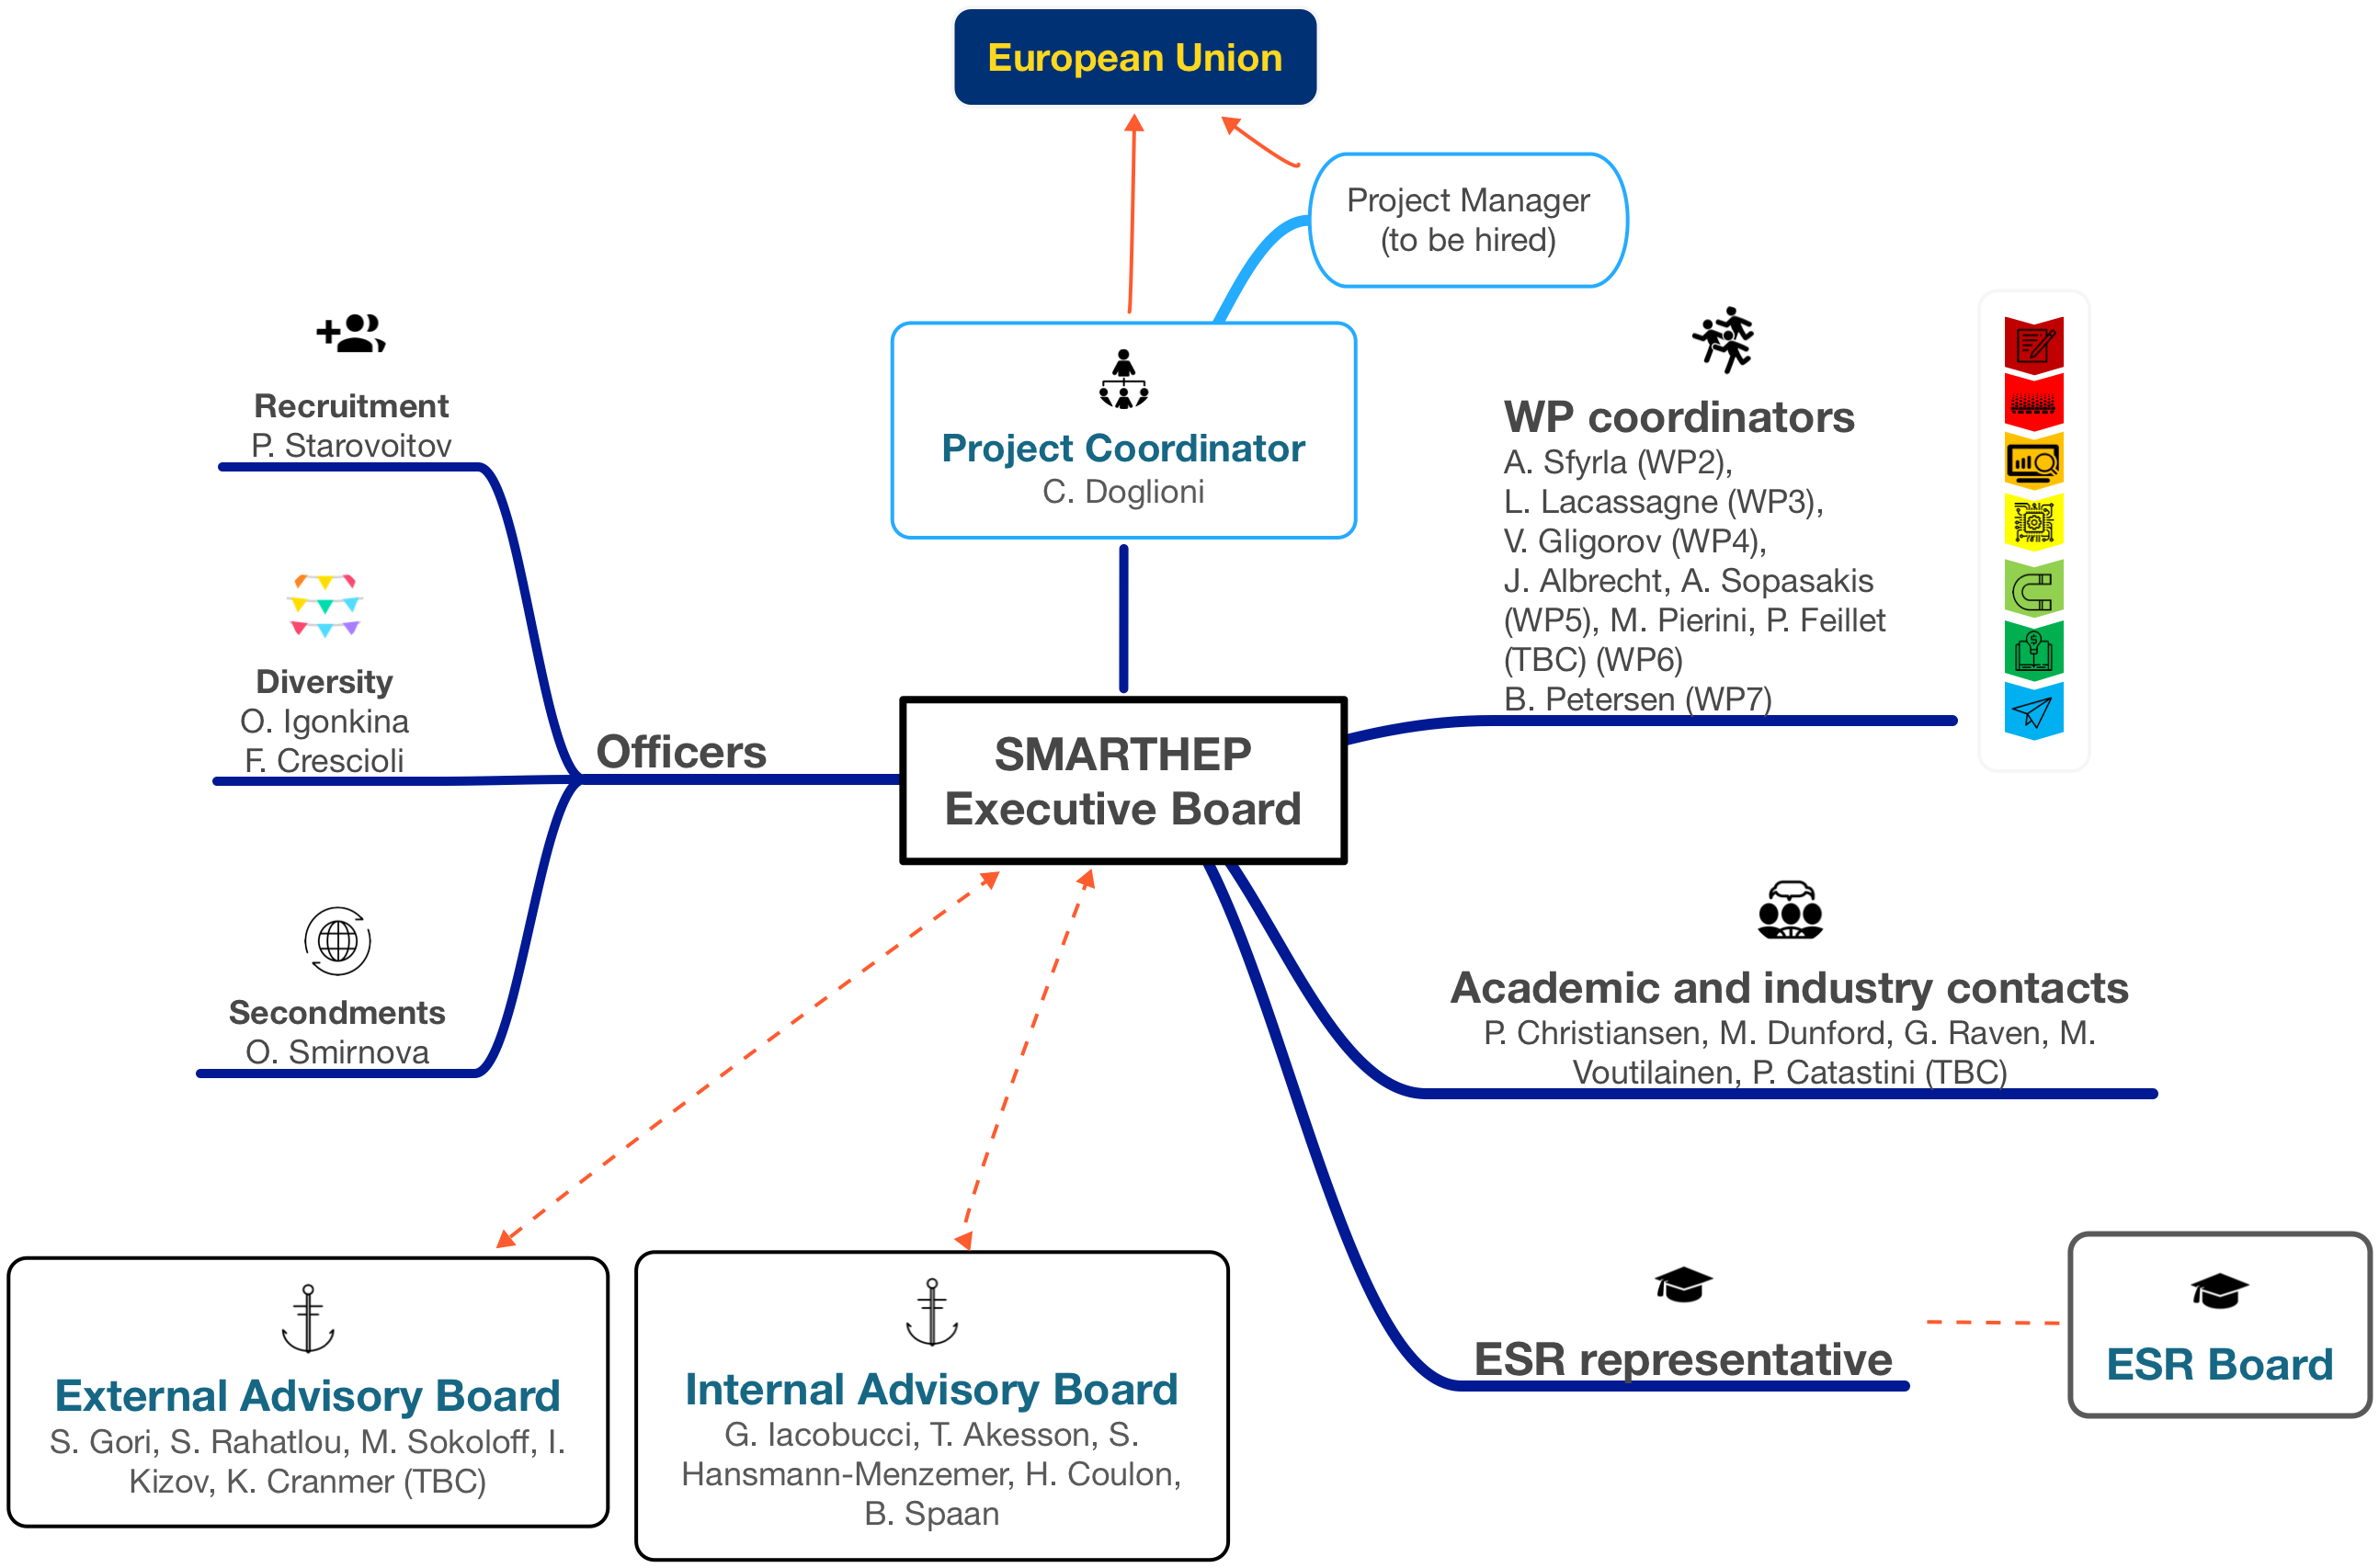 European Union
Project Manager
(to be hired)
Recruitment
P. Starovoitov
Project Coordinator
C. Doglioni
WP coordinators
A. Sfyrla (WP2),
L. Lacassagne (WP3),
V. Gligorov (WP4),
J. Albrecht, A. Sopasakis
(WP5), M. Pierini, P. Feillet
(TBC) (WP6)
B. Petersen (WP7)
Diversity
O. Igonkina
F. Crescioli
Officers
SMARTHEP
Executive Board
Secondments
O. Smirnova
Academic and industry contacts
P. Christiansen, M. Dunford, G. Raven, M.
Voutilainen, P. Catastini (TBC)
External Advisory Board
S. Gori, S. Rahatlou, M. Sokoloff, I.
Kizov, K. Cranmer (TBC)
Internal Advisory Board
G. Iacobucci, T. Akesson, S.
Hansmann-Menzemer, H. Coulon,
B. Spaan
ESR representative
ESR Board